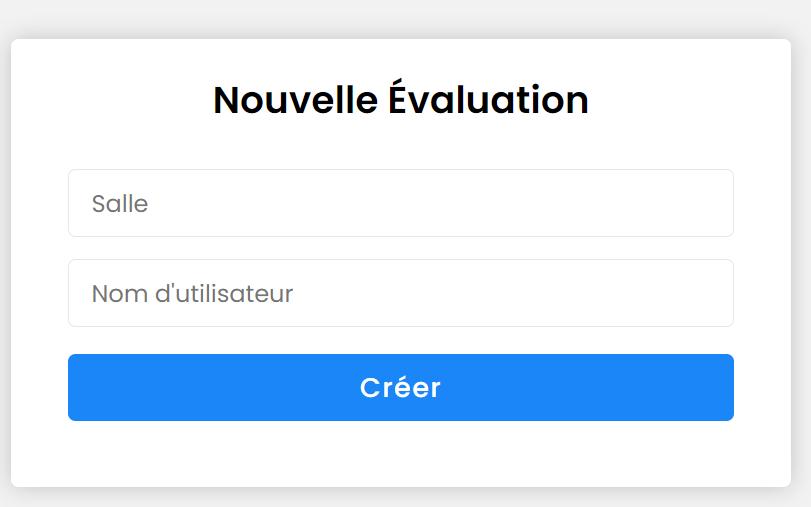 Nouvelle Évaluation
Salle
Nom d'utilisateur
Créer